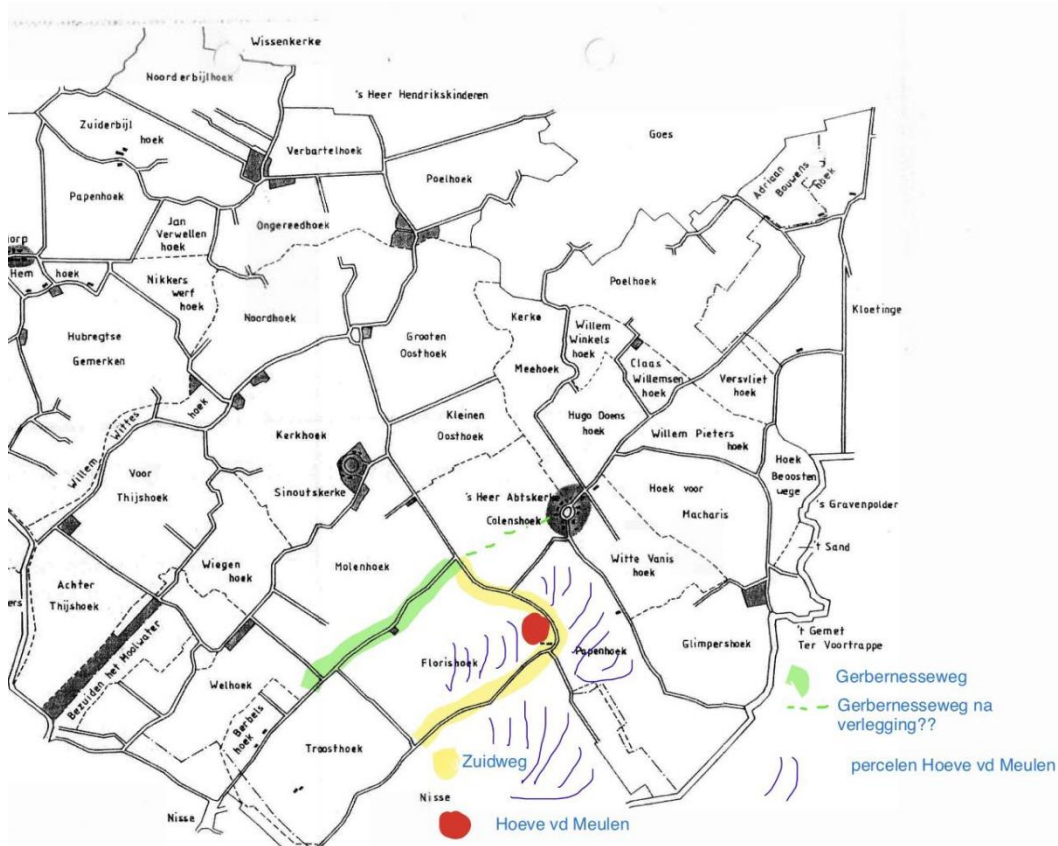 Wissenkerke
Noorderbijlhoek
's Heer Hendrikskinderen
Zuiderbijl
hoek
Verbartelhoek
Goes
Poelhoek
Adriaan
Bouwens
hoek
Papenhoek
Jan
Verwellen
hoek
Ongereedhoek
orp
Hem
hoek
Nikkers
werf
hoek
Noordhoek
Poelhoek
Kloetinge
Hubregtse
Gemerken
Grooten
Oosthoek
Kerke
Meehoek
Willem
Winkels
hoek
Claas
Willemsen
hoek
Versvliet
hoek
Willem Wittes hoek
Kerkhoek
Kleinen
Oosthoek
Hugo Doens
hoek
Willem Pieters
hoek
Hoek
Beoosten
wege
Voor
Thijshoek
Sinoutskerke
's Heer Abtskerke
Colenshoek
Hoek voor
Macharis
's Gravenpolder
't Sand
Achter
Thijshoek
ers
Wiegen
hoek
Molenhoek
Witte Vanis
hoek
Glimpershoek
't Gemet
Ter Voortrappe
Bezuiden het Moolwater
Welhoek
Florishoek
Papenhoek
Berbels
hoek
Troosthoek
Nisse
Nisse
Gerbernesseweg
Gerbernesseweg na
verlegging??
Zuidweg
percelen Hoeve vd Meulen
Hoeve vd Meulen